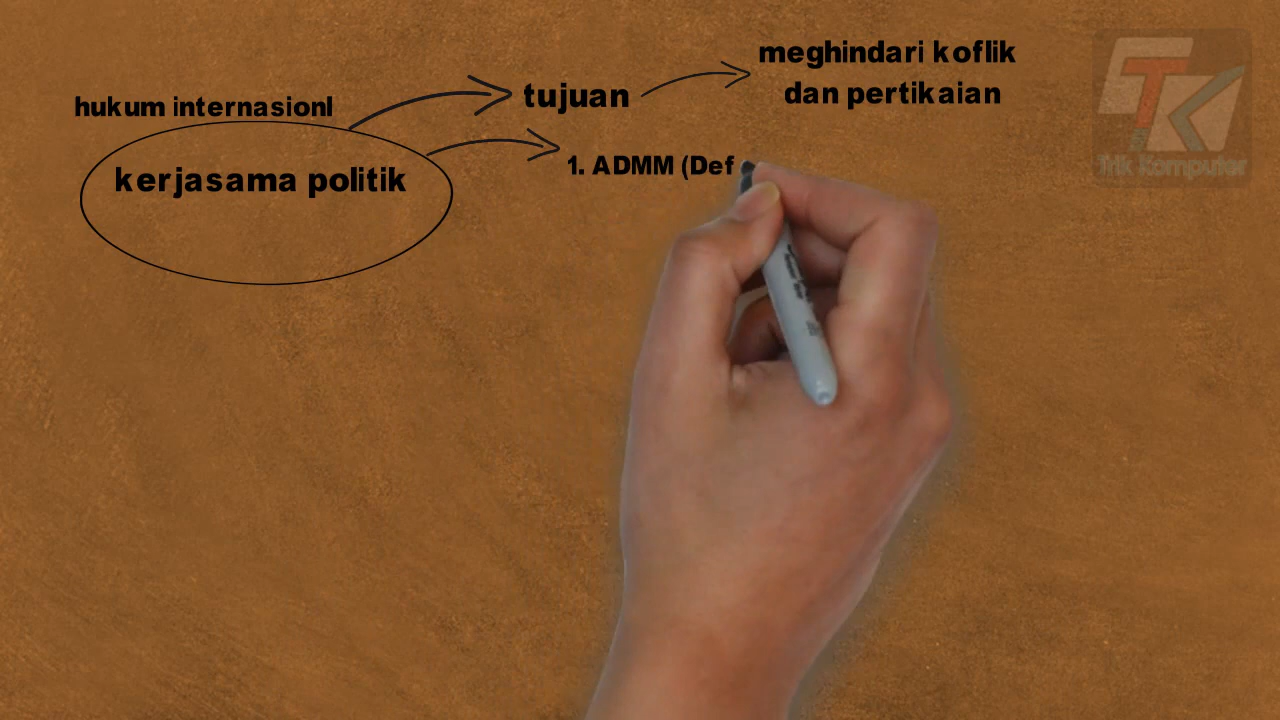 hukum internasionl
kerjasama politik
tujuan
meghindari koflik
dan pertikaian
1. ADMM (Def
Trik Komputer